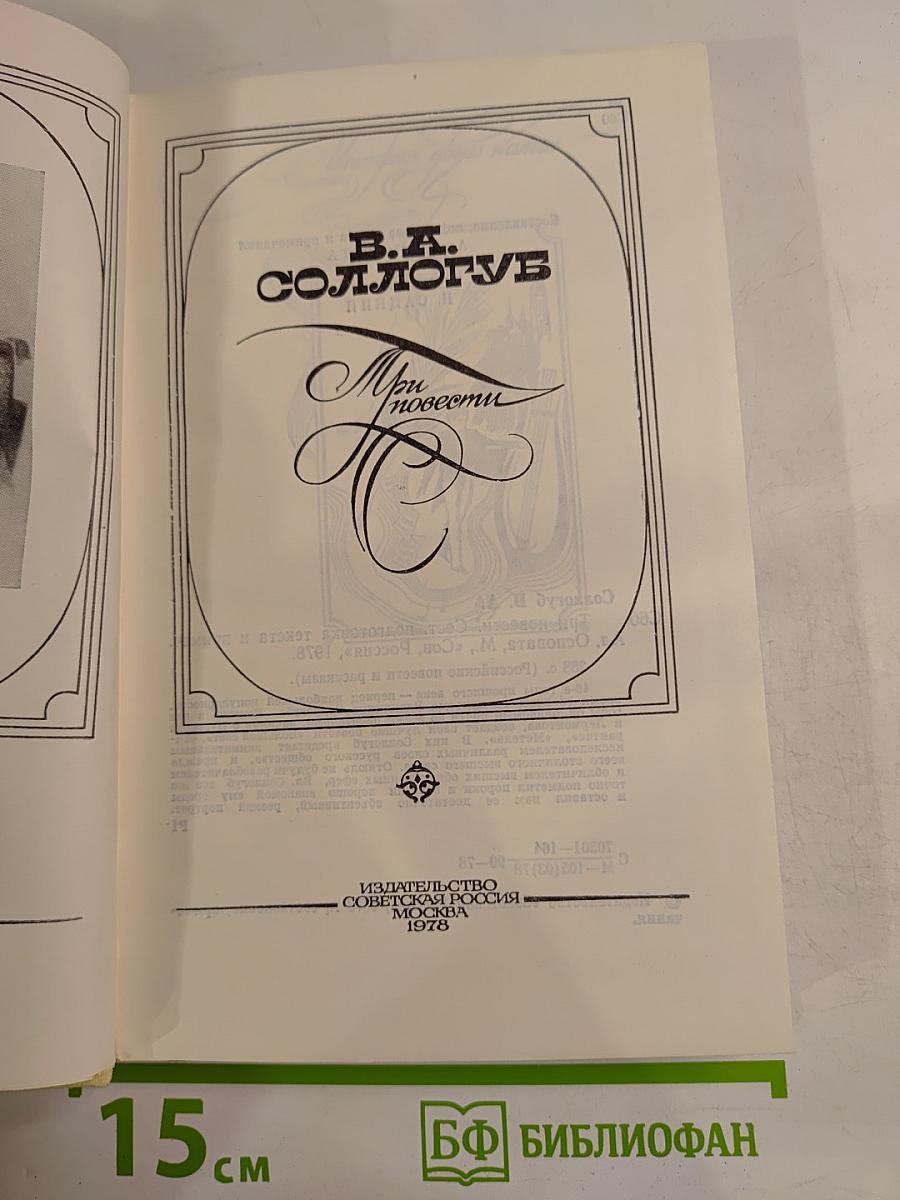 В. А.
СОЛЛОГУБ
Три
повести
ИЗДАТЕЛЬСТВО
СОВЕТСКАЯ РОССИЯ
МОСКВА
1978
15 см
БФ БИБЛИОФАН